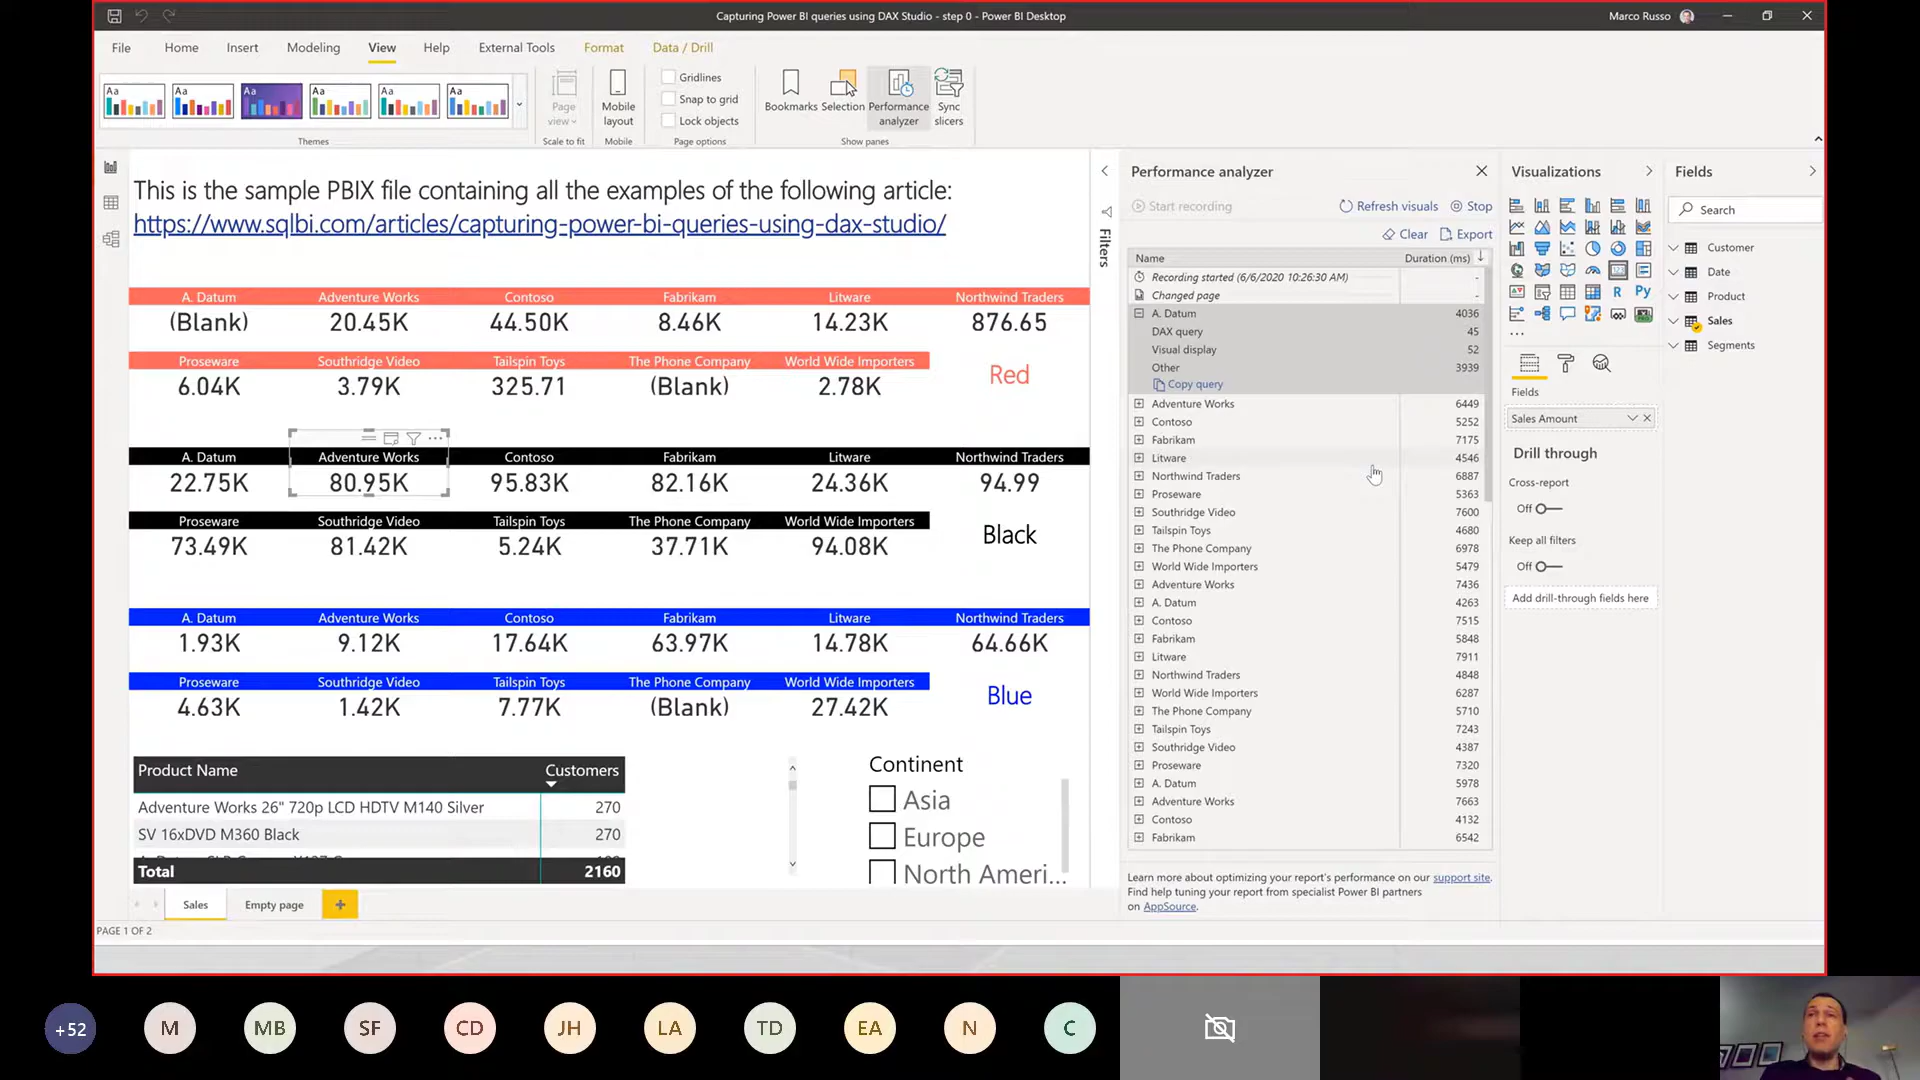 Capturing Power BI queries using DAX Studio - step 0 - Power BI Desktop
Marco Russo
File Home Insert Modeling View Help External Tools Format Data / Drill
Aa Aa Aa Aa Aa Aa
Page view
Mobile layout
Gridlines
Snap to grid
Lock objects
Bookmarks Selection Performance analyzer Sync slicers
Themes Scale to fit Mobile Page options Show panes
This is the sample PBIX file containing all the examples of the following article:
https://www.sqlbi.com/articles/capturing-power-bi-queries-using-dax-studio/
A. Datum Adventure Works Contoso Fabrikam Litware Northwind Traders
(Blank) 20.45K 44.50K 8.46K 14.23K 876.65
Proseware Southridge Video Tailspin Toys The Phone Company World Wide Importers
6.04K 3.79K 325.71 (Blank) 2.78K
Red
A. Datum Adventure Works Contoso Fabrikam Litware Northwind Traders
22.75K 80.95K 95.83K 82.16K 24.36K 94.99
Proseware Southridge Video Tailspin Toys The Phone Company World Wide Importers
73.49K 81.42K 5.24K 37.71K 94.08K
Black
A. Datum Adventure Works Contoso Fabrikam Litware Northwind Traders
1.93K 9.12K 17.64K 63.97K 14.78K 64.66K
Proseware Southridge Video Tailspin Toys The Phone Company World Wide Importers
4.63K 1.42K 7.77K (Blank) 27.42K
Blue
Product Name Customers
Adventure Works 26" 720p LCD HDTV M140 Silver 270
SV 16xDVD M360 Black 270
Total 2160
Continent
Asia
Europe
North Ameri...
Sales Empty page +
PAGE 1 OF 2
Filters
Performance analyzer
Start recording Refresh visuals Stop
Clear Export
Name Duration (ms)
Recording started (6/6/2020 10:26:30 AM) -
Changed page -
A. Datum 4036
DAX query 45
Visual display 52
Other 3939
Copy query
Adventure Works 6449
Contoso 5252
Fabrikam 7175
Litware 4546
Northwind Traders 6887
Proseware 5363
Southridge Video 7600
Tailspin Toys 4680
The Phone Company 6978
World Wide Importers 5479
Adventure Works 7436
A. Datum 4263
Contoso 7515
Fabrikam 5848
Litware 7911
Northwind Traders 4848
World Wide Importers 6287
The Phone Company 5710
Tailspin Toys 7243
Southridge Video 4387
Proseware 7320
A. Datum 5978
Adventure Works 7663
Contoso 4132
Fabrikam 6542
Learn more about optimizing your report's performance on our support site.
Find help tuning your report from specialist Power BI partners
on AppSource.
Visualizations
R Py
...
Fields
Sales Amount
Drill through
Cross-report
Off
Keep all filters
Off
Add drill-through fields here
Fields
Search
Customer
Date
Product
Sales
Segments
+52 M MB SF CD JH LA TD EA N C